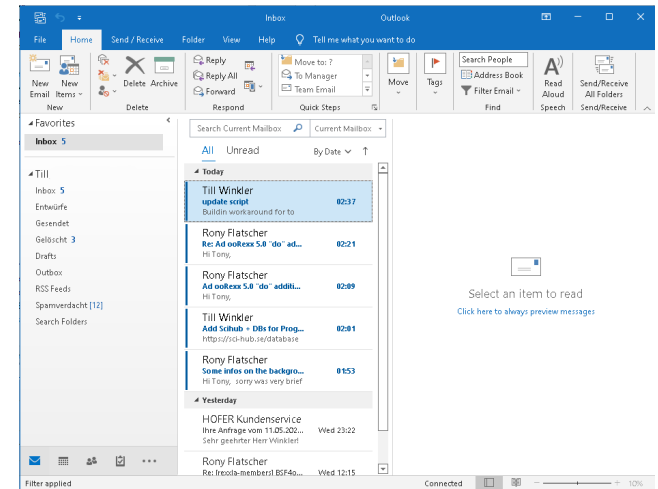 Inbox Outlook
File Home Send / Receive Folder View Help Tell me what you want to do
New Email
New Items
Delete Archive
Reply
Reply All
Forward
Move to: ?
To Manager
Team Email
Move
Tags
Search People
Address Book
Filter Email
Read Aloud
Send/Receive All Folders
New Delete Respond Quick Steps Find Speech Send/Receive
Favorites
Inbox 5
Till
Inbox 5
Entwürfe
Gesendet
Gelöscht 3
Drafts
Outbox
RSS Feeds
Spamverdacht [12]
Search Folders
Search Current Mailbox Current Mailbox
All Unread By Date
Today
Till Winkler
update script 02:37
Buildin workaround for to
Rony Flatscher
Re: Ad ooRexx 5.0 "do" ad... 02:21
Hi Tony,
Rony Flatscher
Ad ooRexx 5.0 "do" additi... 02:09
Hi Tony,
Till Winkler
Add Scihub + DBs for Prog... 02:01
https://sci-hub.se/database
Rony Flatscher
Some infos on the backgro... 01:53
Hi Tony, sorry was very brief
Yesterday
HOFER Kundenservice
Ihre Anfrage vom 11.05.202... Wed 23:22
Sehr geehrter Herr Winkler!
Rony Flatscher
Re: [rexxla-members] BSF4o... Wed 12:15
Select an item to read
Click here to always preview messages
Filter applied Connected 10%